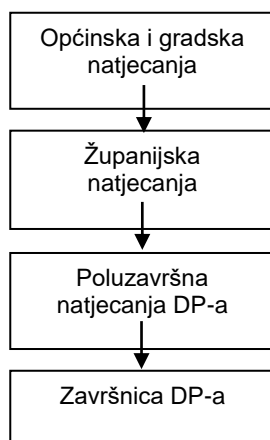 Općinska i gradska
natjecanja
Županijska
natjecanja
Poluzavršna
natjecanja DP-a
Završnica DP-a